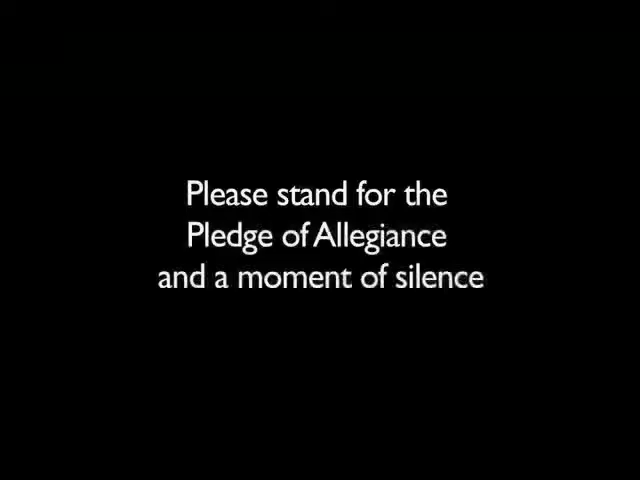 Please stand for the
Pledge of Allegiance
and a moment of silence